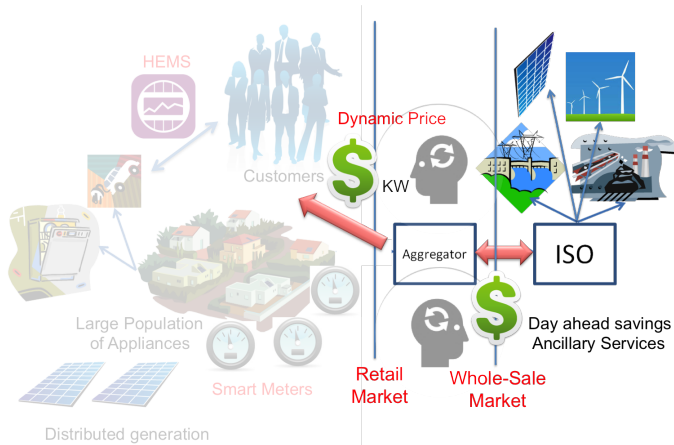 HEMS
Dynamic Price
Customers
KW
Aggregator
ISO
Large Population
of Appliances
Day ahead savings
Ancillary Services
Smart Meters
Retail
Market
Whole-Sale
Market
Distributed generation